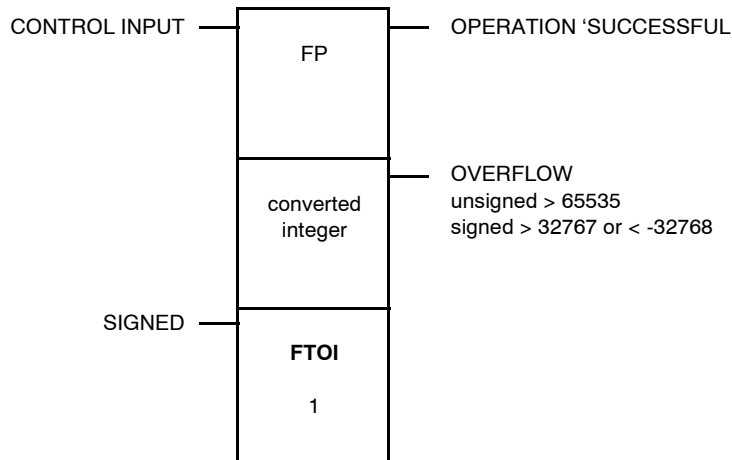 CONTROL INPUT
FP
OPERATION ‘SUCCESSFUL
converted
integer
OVERFLOW
unsigned > 65535
signed > 32767 or < -32768
SIGNED
FTOI
1